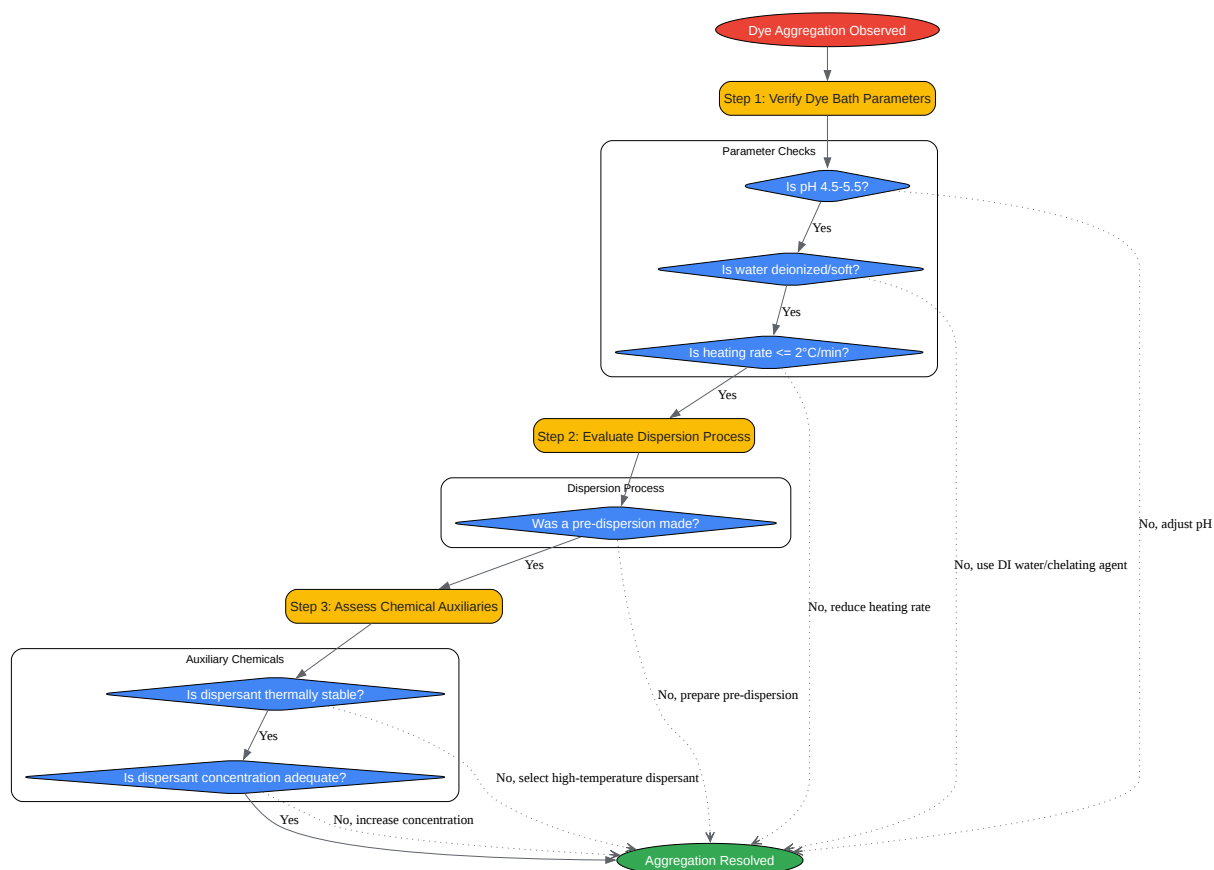 Dye Aggregation Observed
Step 1: Verify Dye Bath Parameters
Parameter Checks
Is pH 4.5-5.5?
Yes
Is water deionized/soft?
Yes
Is heating rate <= 2°C/min?
Yes
Step 2: Evaluate Dispersion Process
Dispersion Process
Was a pre-dispersion made?
No, adjust pH
Yes
No, use DI water/chelating agent
Step 3: Assess Chemical Auxiliaries
No, reduce heating rate
Auxiliary Chemicals
Is dispersant thermally stable?
No, prepare pre-dispersion
Yes
Is dispersant concentration adequate?
No, select high-temperature dispersant
Yes
No, increase concentration
Aggregation Resolved